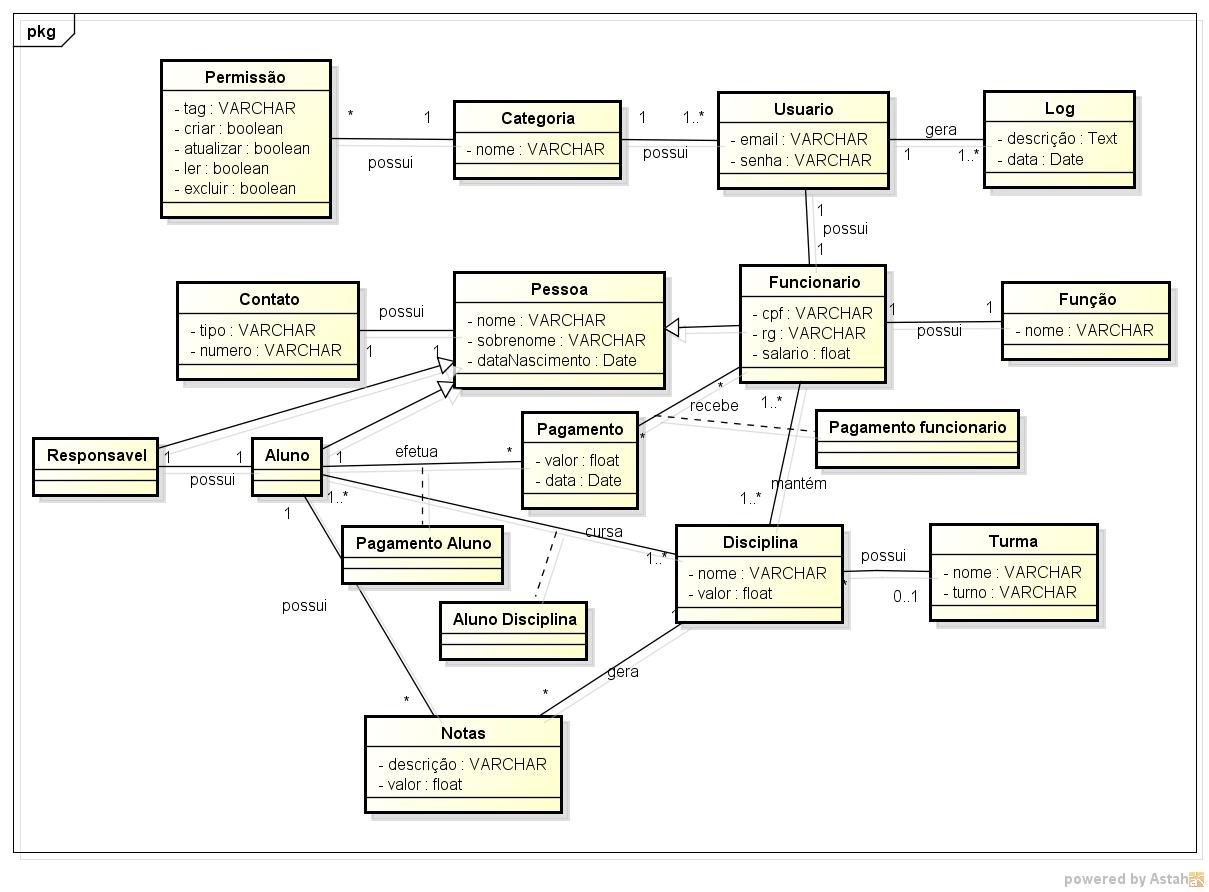 pkg
Permissão
- tag : VARCHAR
- criar : boolean
- atualizar : boolean
- ler : boolean
- excluir : boolean
*
1
possui
Categoria
- nome : VARCHAR
1
1..*
possui
Usuario
- email : VARCHAR
- senha : VARCHAR
gera
1
1..*
Log
- descrição : Text
- data : Date
1
possui
1
Contato
- tipo : VARCHAR
- numero : VARCHAR
possui
1
1
Pessoa
- nome : VARCHAR
- sobrenome : VARCHAR
- dataNascimento : Date
Funcionario
- cpf : VARCHAR
- rg : VARCHAR
- salario : float
1
1
possui
Função
- nome : VARCHAR
*
recebe
*
1..*
mantém
1..*
Pagamento funcionario
Responsavel
1
1
possui
Aluno
1
efetua
*
Pagamento
- valor : float
- data : Date
1..*
cursa
1..*
1
Pagamento Aluno
Aluno Disciplina
Disciplina
- nome : VARCHAR
- valor : float
possui
*
0..1
Turma
- nome : VARCHAR
- turno : VARCHAR
possui
*
gera
*
Notas
- descrição : VARCHAR
- valor : float
powered by Astah